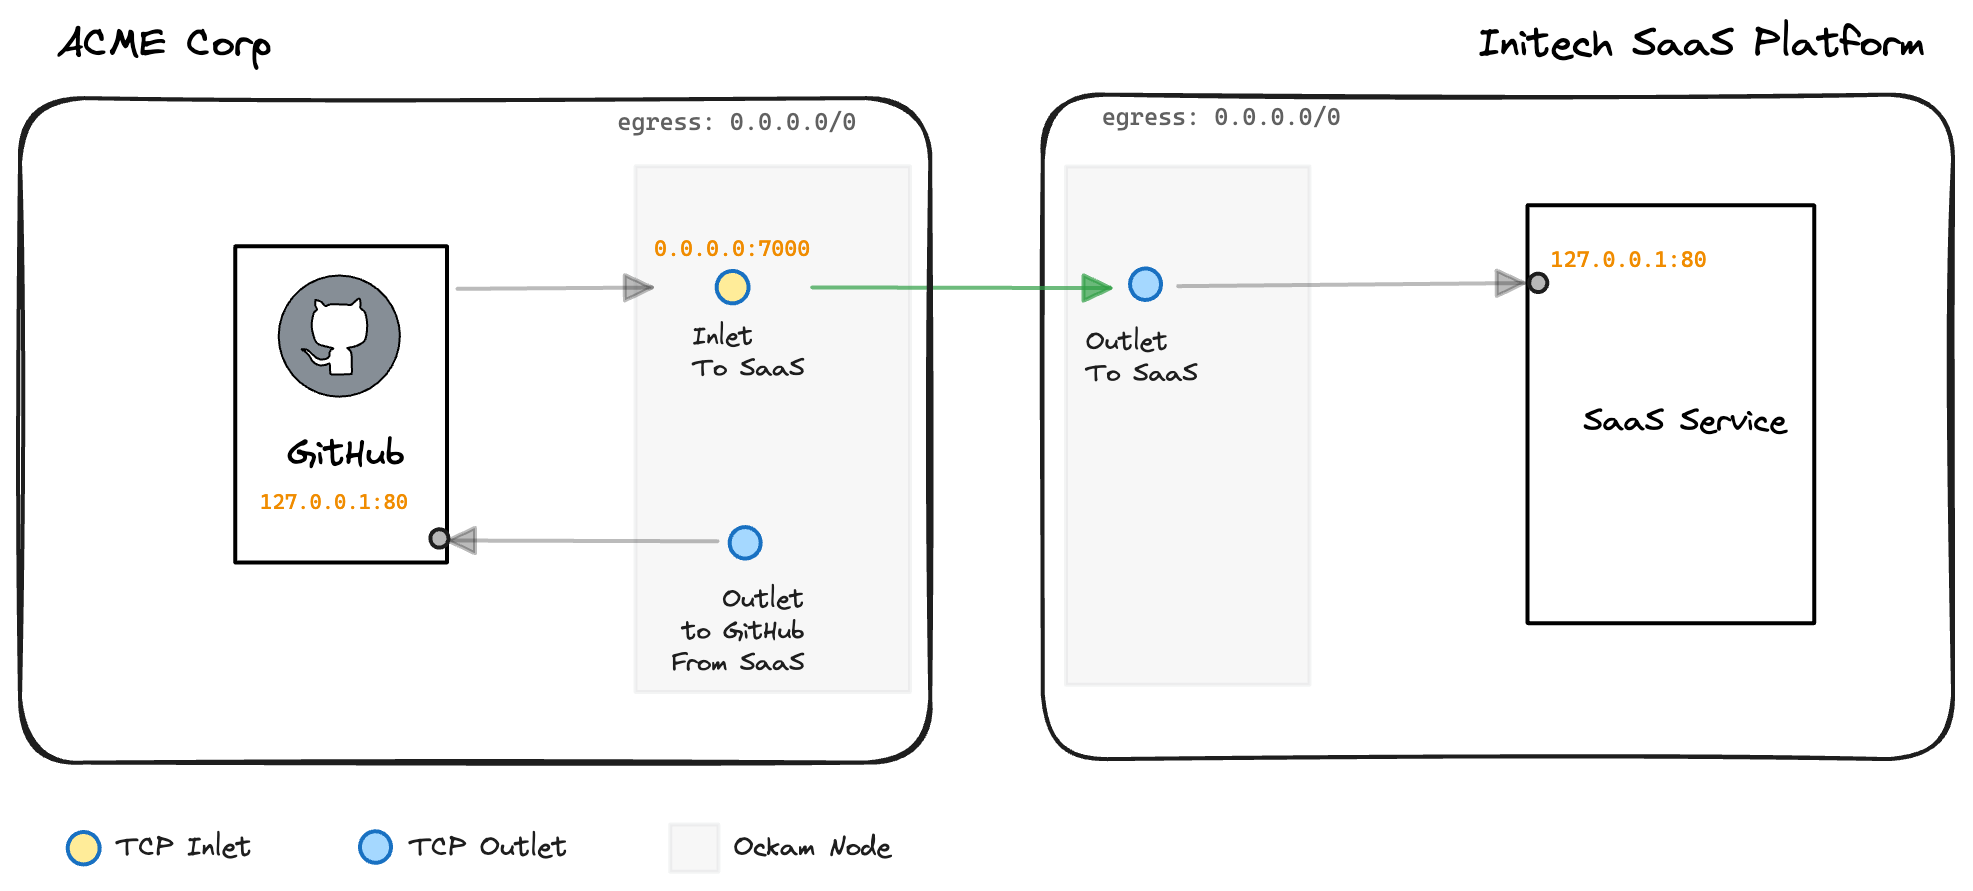 ACME Corp
Initech SaaS Platform
egress: 0.0.0.0/0
egress: 0.0.0.0/0
0.0.0.0:7000
Inlet
To SaaS
GitHub
127.0.0.1:80
Outlet
to GitHub
From SaaS
Outlet
To SaaS
127.0.0.1:80
SaaS Service
TCP Inlet
TCP Outlet
Ockam Node